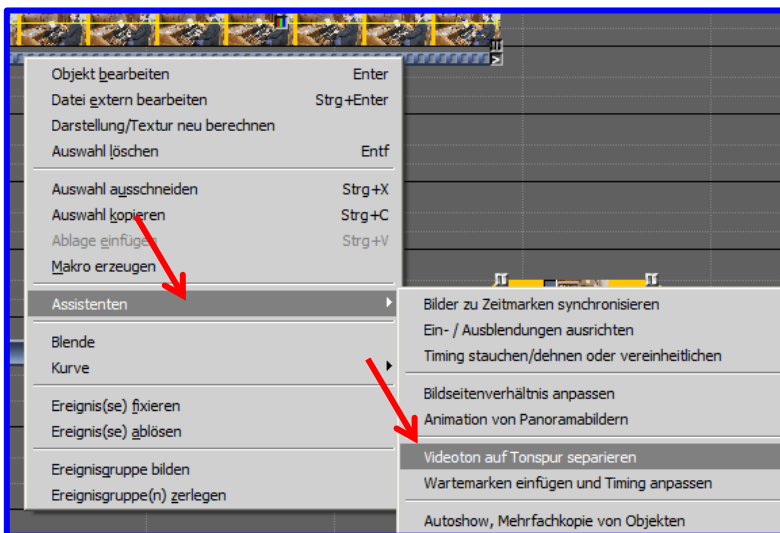 Objekt bearbeiten Enter
Datei extern bearbeiten Strg+Enter
Darstellung/Textur neu berechnen
Auswahl löschen Entf
Auswahl ausschneiden Strg+X
Auswahl kopieren Strg+C
Ablage einfügen Strg+V
Makro erzeugen
Assistenten
Blende
Kurve
Ereignis(se) fixieren
Ereignis(se) ablösen
Ereignisgruppe bilden
Ereignisgruppe(n) zerlegen
Bilder zu Zeitmarken synchronisieren
Ein- / Ausblendungen ausrichten
Timing stauchen/dehnen oder vereinheitlichen
Bildseitenverhältnis anpassen
Animation von Panoramabildern
Videoton auf Tonspur separieren
Wartemarken einfügen und Timing anpassen
Autoshow, Mehrfachkopie von Objekten